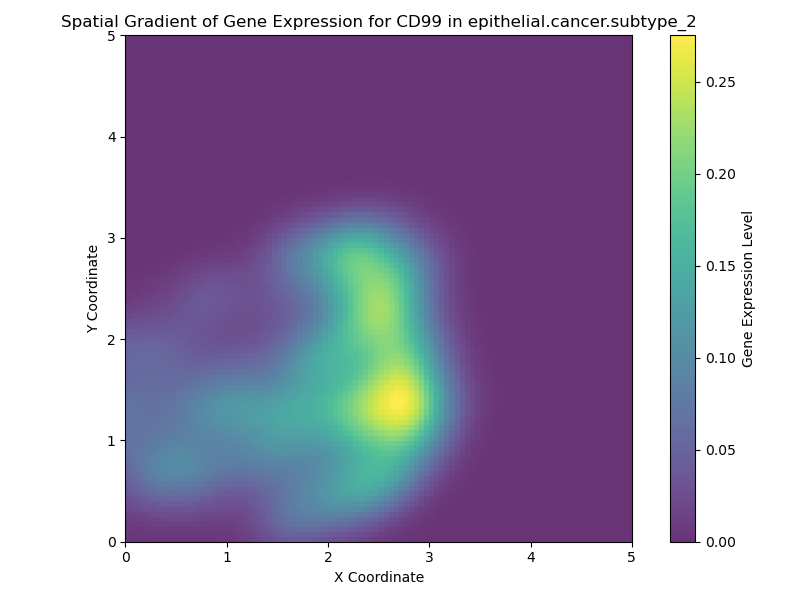 Spatial Gradient of Gene Expression for CD99 in epithelial.cancer.subtype_2
5
4
3
2
1
0
Y Coordinate
0 1 2 3 4 5
X Coordinate
0.25
0.20
0.15
0.10
0.05
0.00
Gene Expression Level